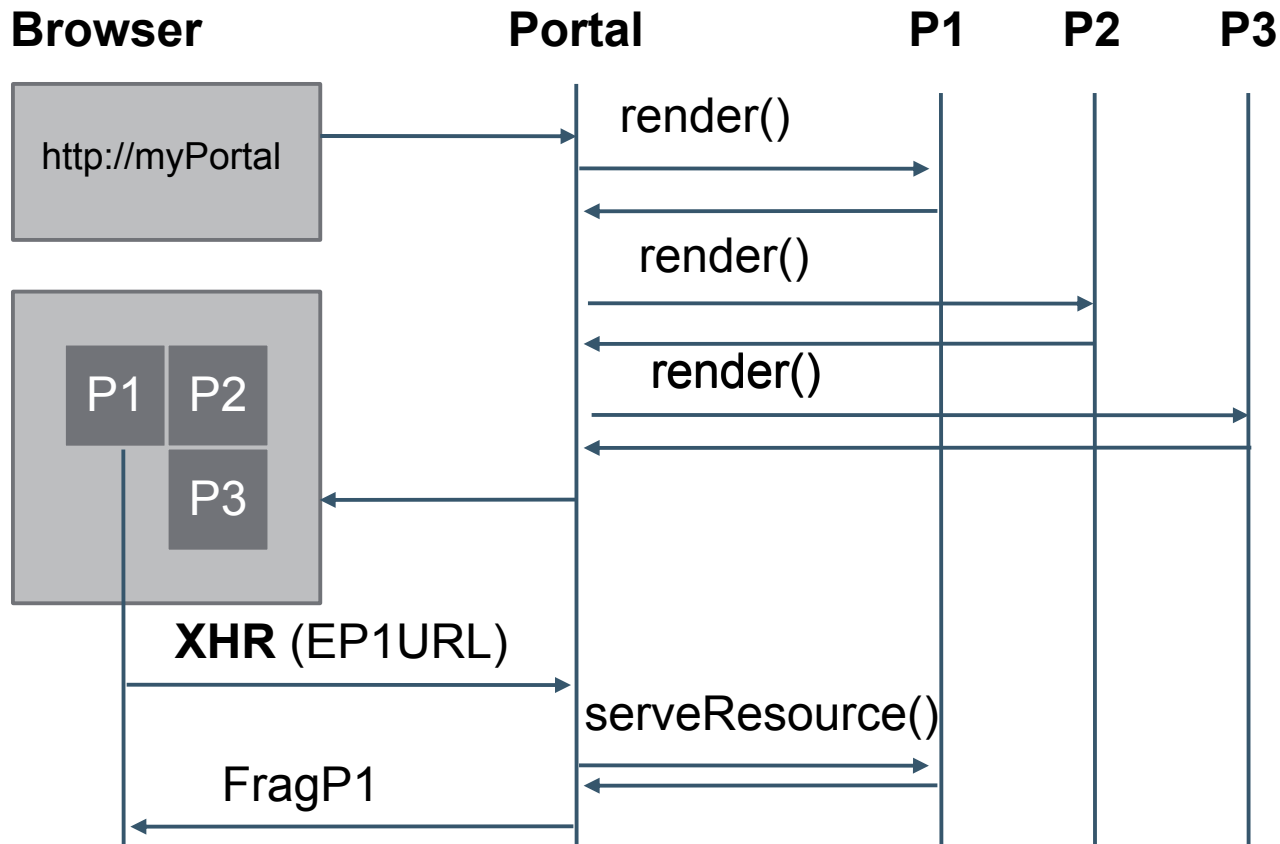 Browser Portal P1 P2 P3
render()
http://myPortal
render()
render()
P1 P2
P3
XHR (EP1URL)
serveResource()
FragP1